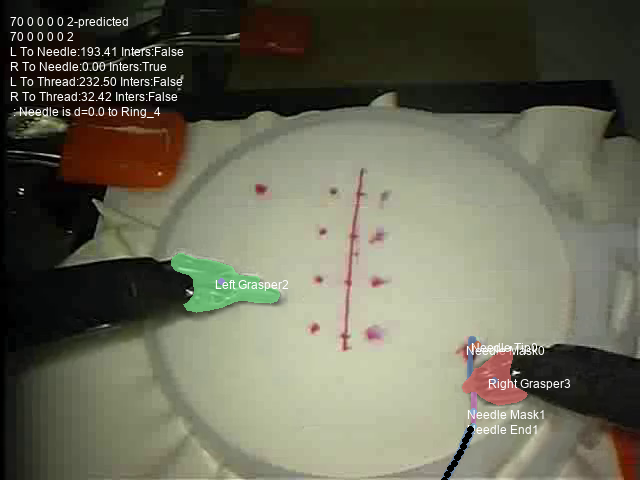 70 0 0 0 0 2-predicted
70 0 0 0 0 2
L To Needle:193.41 Inters:False
R To Needle:0.00 Inters:True
L To Thread:232.50 Inters:False
R To Thread:32.42 Inters:False
: Needle is d=0.0 to Ring_4
Left Grasper2
Needle Tip0
Needle Mask0
Right Grasper3
Needle Mask1
Needle End1